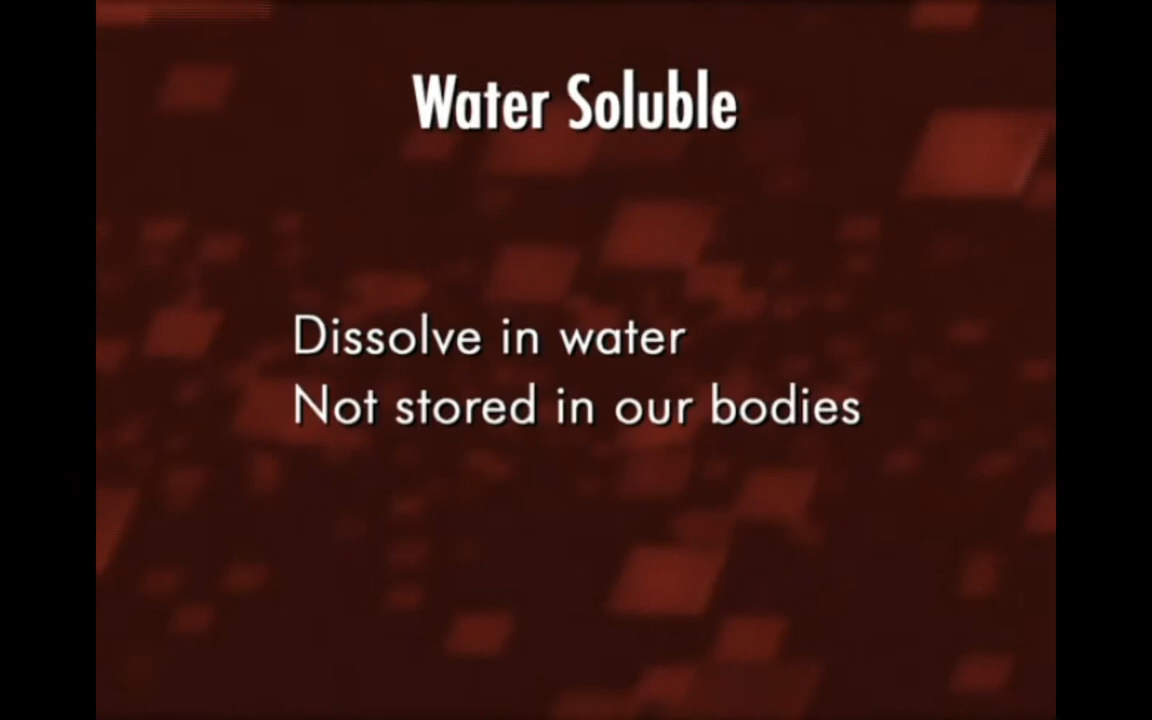 Water Soluble
Dissolve in water
Not stored in our bodies